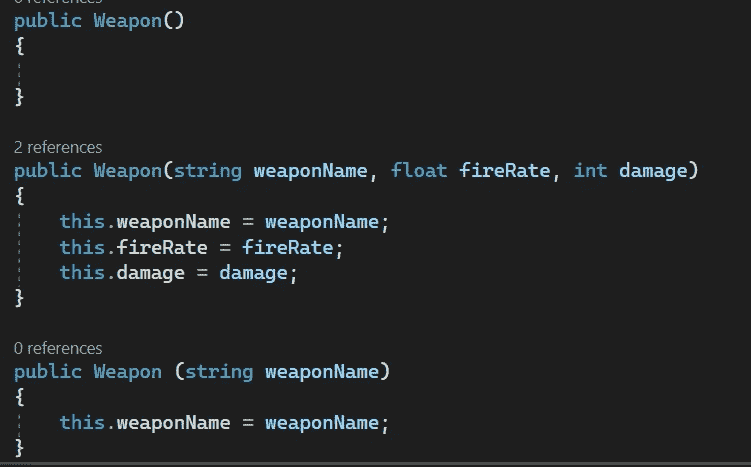 0 references
public Weapon()
{
}
2 references
public Weapon(string weaponName, float fireRate, int damage)
{
this.weaponName = weaponName;
this.fireRate = fireRate;
this.damage = damage;
}
0 references
public Weapon (string weaponName)
{
this.weaponName = weaponName;
}